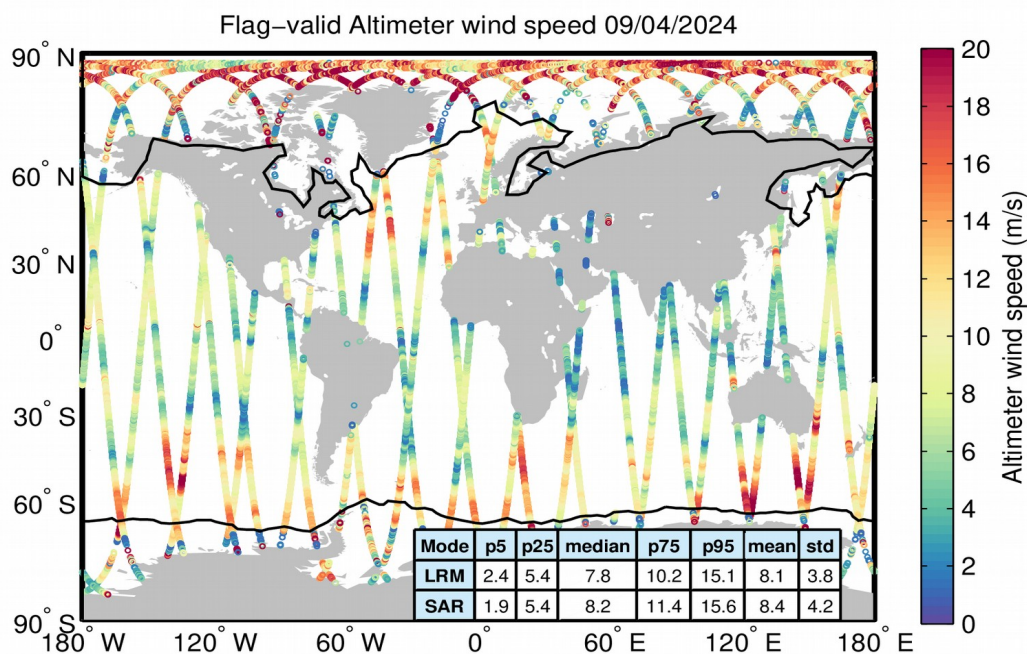 Flag−valid Altimeter wind speed 09/04/2024
90° N
60° N
30° N
0°
30° S
60° S
90° S
180° W
120° W
60° W
0°
60° E
120° E
180° E
Mode p5 p25 median p75 p95 mean std
LRM 2.4 5.4 7.8 10.2 15.1 8.1 3.8
SAR 1.9 5.4 8.2 11.4 15.6 8.4 4.2
20
18
16
14
12
10
8
6
4
2
0
Altimeter wind speed (m/s)